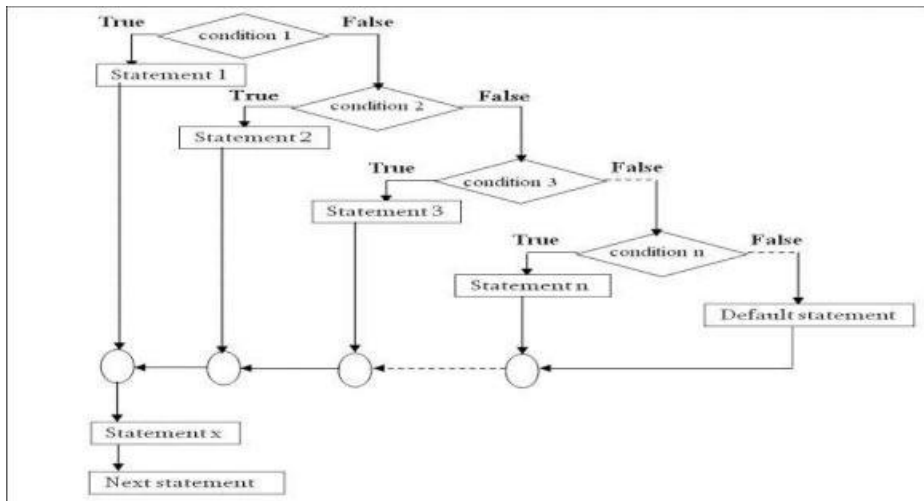 True
False
condition 1
Statement 1
True
False
condition 2
Statement 2
True
False
condition 3
Statement 3
True
False
condition n
Statement n
Default statement
Statement x
Next statement